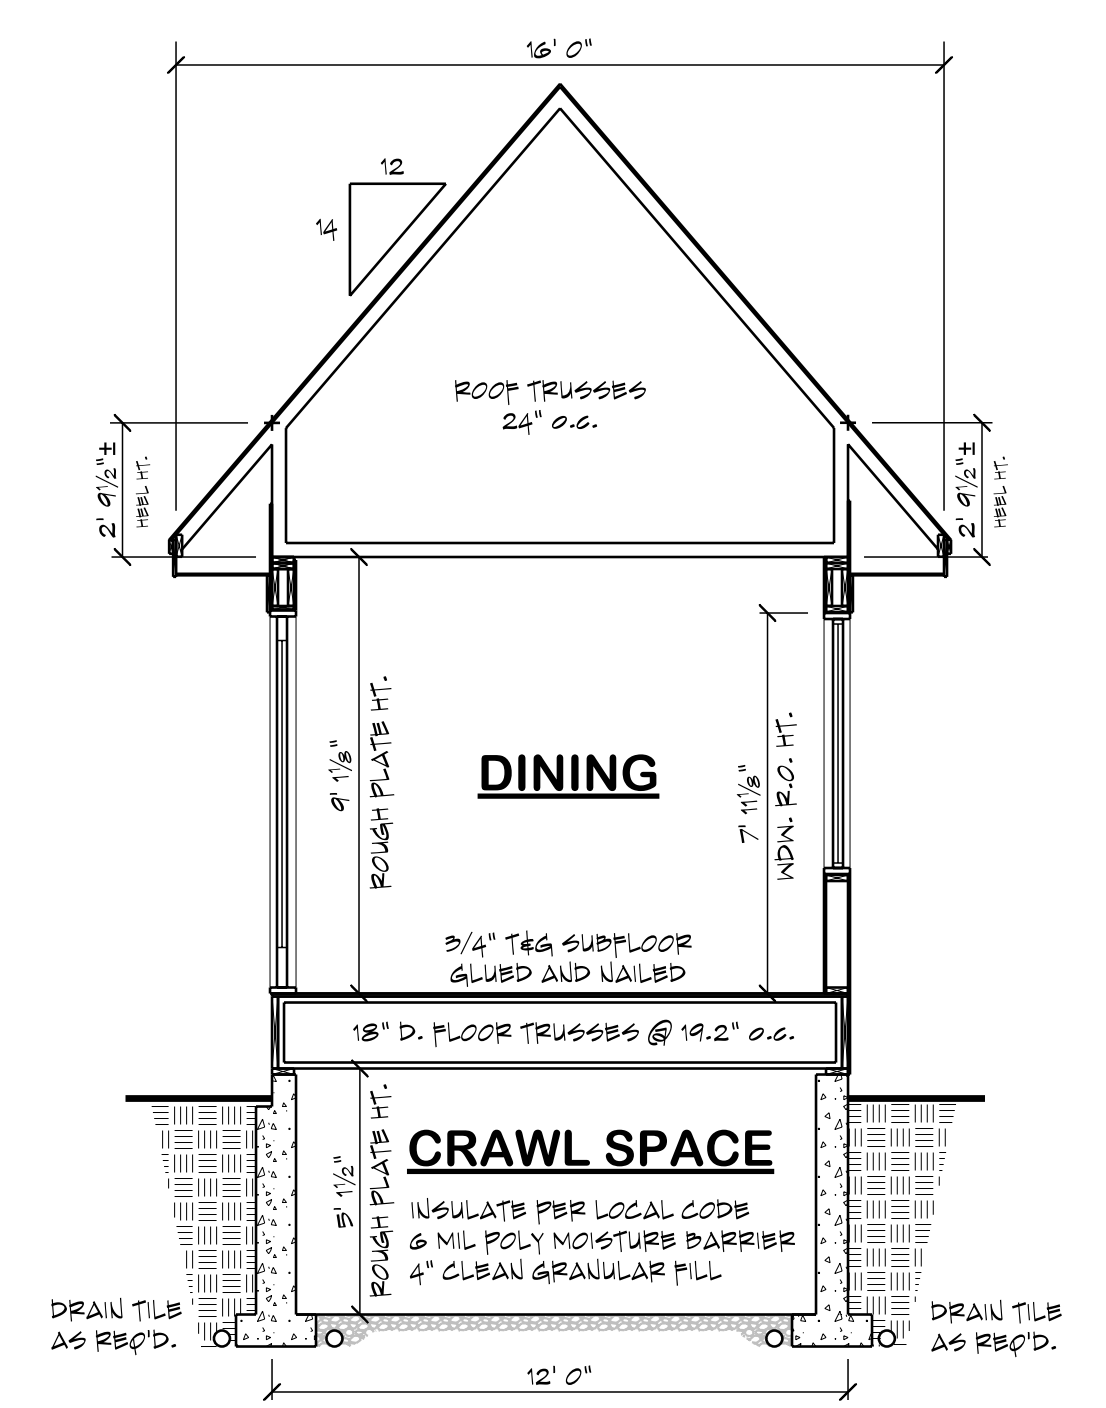 16' 0"
12
14
ROOF TRUSSES
24" o.c.
2' 9½"±
HEEL HT.
2' 9½"±
HEEL HT.
9' 1⅛"
ROUGH PLATE HT.
DINING
7' 11⅛"
WDW. R.O. HT.
3/4" T&G SUBFLOOR
GLUED AND NAILED
18" D. FLOOR TRUSSES @ 19.2" o.c.
5' 1½"
ROUGH PLATE HT.
CRAWL SPACE
INSULATE PER LOCAL CODE
6 MIL POLY MOISTURE BARRIER
4" CLEAN GRANULAR FILL
DRAIN TILE
AS REQ'D.
DRAIN TILE
AS REQ'D.
12' 0"